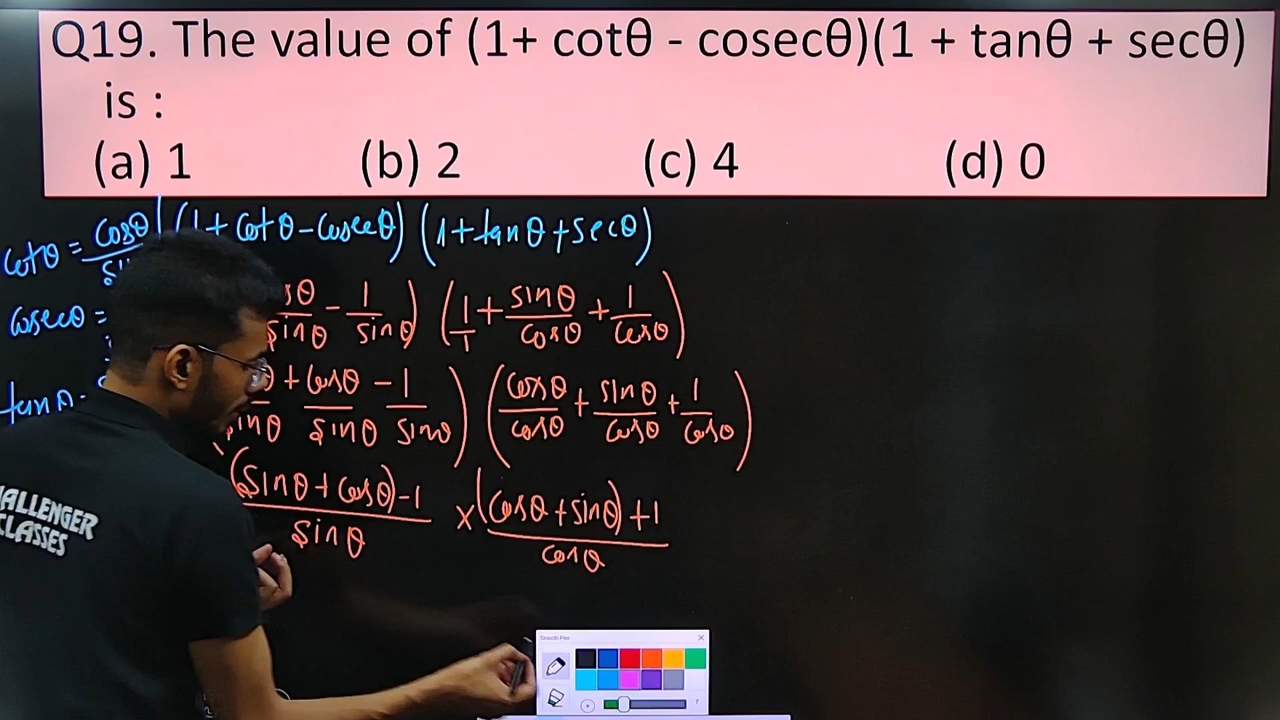 Q19. The value of (1+ cotθ - cosecθ)(1 + tanθ + secθ)
is :
(a) 1 (b) 2 (c) 4 (d) 0
cotθ = cosθ/ (1+cotθ-cosecθ) (1+tanθ+secθ)
cosecθ =
sinθ - 1/sinθ) (1/1 + sinθ/cosθ + 1/cosθ)
tanθ
+ cosθ/sinθ - 1/sinθ) (cosθ/cosθ + sinθ/cosθ + 1/cosθ)
(sinθ+cosθ)-1/sinθ × (cosθ+sinθ)+1/cosθ
CLASSES
Smooth Pen